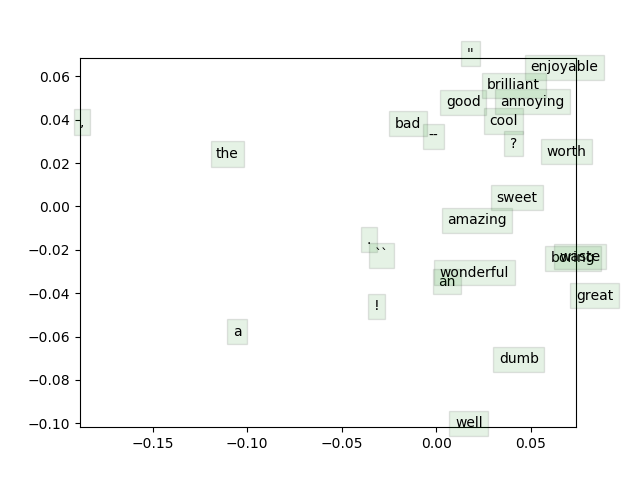 "
enjoyable
0.06
brilliant
good
annoying
0.04
,
bad
cool
--
?
the
worth
0.02
sweet
0.00
amazing
.
``
-0.02
boring
waste
wonderful
an
-0.04
great
!
a
-0.06
dumb
-0.08
well
-0.10
-0.15
-0.10
-0.05
0.00
0.05